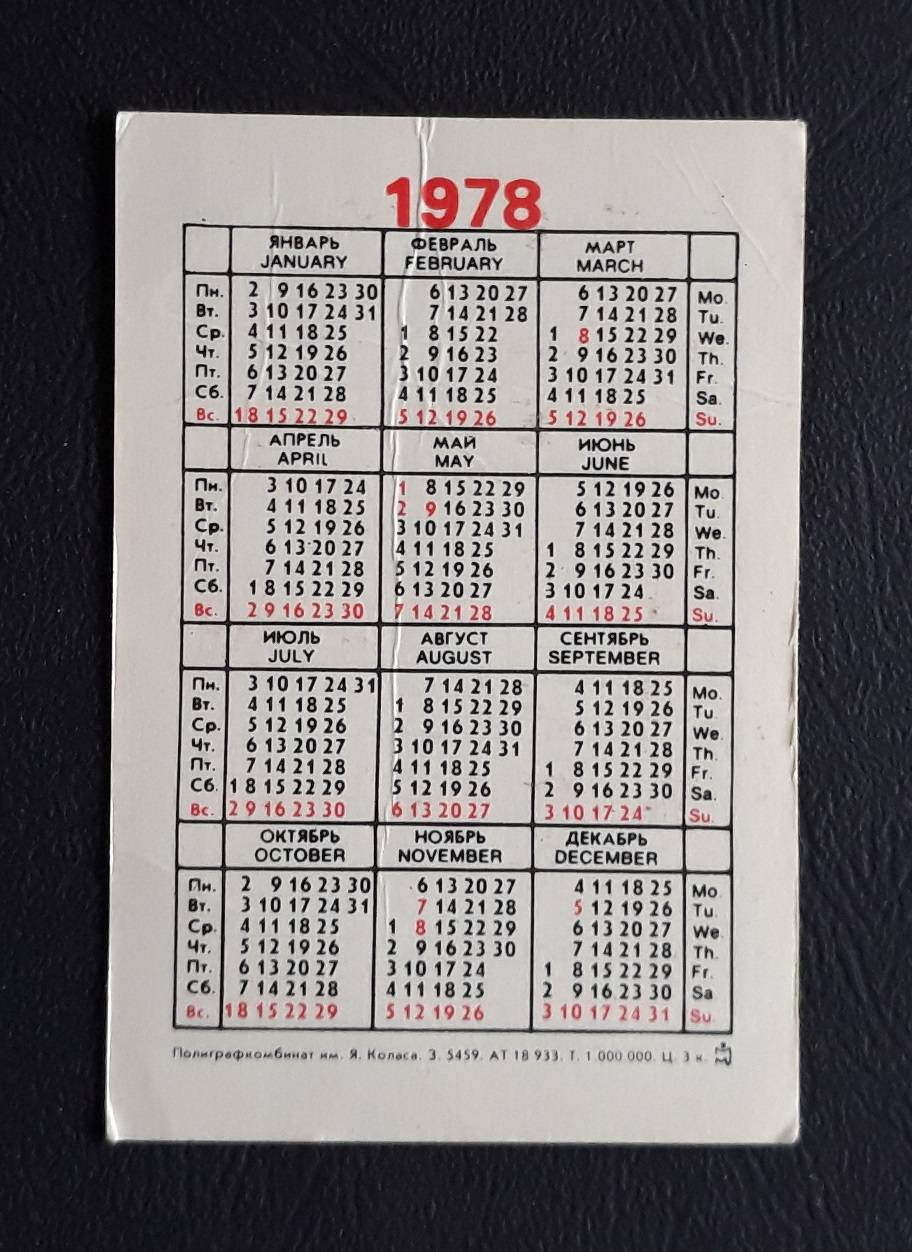 1978
ЯНВАРЬ ФЕВРАЛЬ МАРТ
JANUARY FEBRUARY MARCH
Пн. 2 9 16 23 30 6 13 20 27 6 13 20 27 Mo.
Вт. 3 10 17 24 31 7 14 21 28 7 14 21 28 Tu.
Ср. 4 11 18 25 1 8 15 22 1 8 15 22 29 We.
Чт. 5 12 19 26 2 9 16 23 2 9 16 23 30 Th.
Пт. 6 13 20 27 3 10 17 24 3 10 17 24 31 Fr.
Сб. 7 14 21 28 4 11 18 25 4 11 18 25 Sa.
Вс. 1 8 15 22 29 5 12 19 26 5 12 19 26 Su.
АПРЕЛЬ МАЙ ИЮНЬ
APRIL MAY JUNE
Пн. 3 10 17 24 1 8 15 22 29 5 12 19 26 Mo
Вт. 4 11 18 25 2 9 16 23 30 6 13 20 27 Tu.
Ср. 5 12 19 26 3 10 17 24 31 7 14 21 28 We.
Чт. 6 13 20 27 4 11 18 25 1 8 15 22 29 Th.
Пт. 7 14 21 28 5 12 19 26 2 9 16 23 30 Fr.
Сб. 1 8 15 22 29 6 13 20 27 3 10 17 24 Sa.
Вс. 2 9 16 23 30 7 14 21 28 4 11 18 25 Su.
ИЮЛЬ АВГУСТ СЕНТЯБРЬ
JULY AUGUST SEPTEMBER
Пн. 3 10 17 24 31 7 14 21 28 4 11 18 25 Mo.
Вт. 4 11 18 25 1 8 15 22 29 5 12 19 26 Tu.
Ср. 5 12 19 26 2 9 16 23 30 6 13 20 27 We.
Чт. 6 13 20 27 3 10 17 24 31 7 14 21 28 Th.
Пт. 7 14 21 28 4 11 18 25 1 8 15 22 29 Fr.
Сб. 1 8 15 22 29 5 12 19 26 2 9 16 23 30 Sa.
Вс. 2 9 16 23 30 6 13 20 27 3 10 17 24 Su.
ОКТЯБРЬ НОЯБРЬ ДЕКАБРЬ
OCTOBER NOVEMBER DECEMBER
Пн. 2 9 16 23 30 6 13 20 27 4 11 18 25 Mo
Вт. 3 10 17 24 31 7 14 21 28 5 12 19 26 Tu.
Ср. 4 11 18 25 1 8 15 22 29 6 13 20 27 We.
Чт. 5 12 19 26 2 9 16 23 30 7 14 21 28 Th.
Пт. 6 13 20 27 3 10 17 24 1 8 15 22 29 Fr.
Сб. 7 14 21 28 4 11 18 25 2 9 16 23 30 Sa
Вс. 1 8 15 22 29 5 12 19 26 3 10 17 24 31 Su.
Полиграфкомбинат им. Я. Коласа. З. 5459. АТ 18 933. Т. 1.000 000. Ц. 3 к.